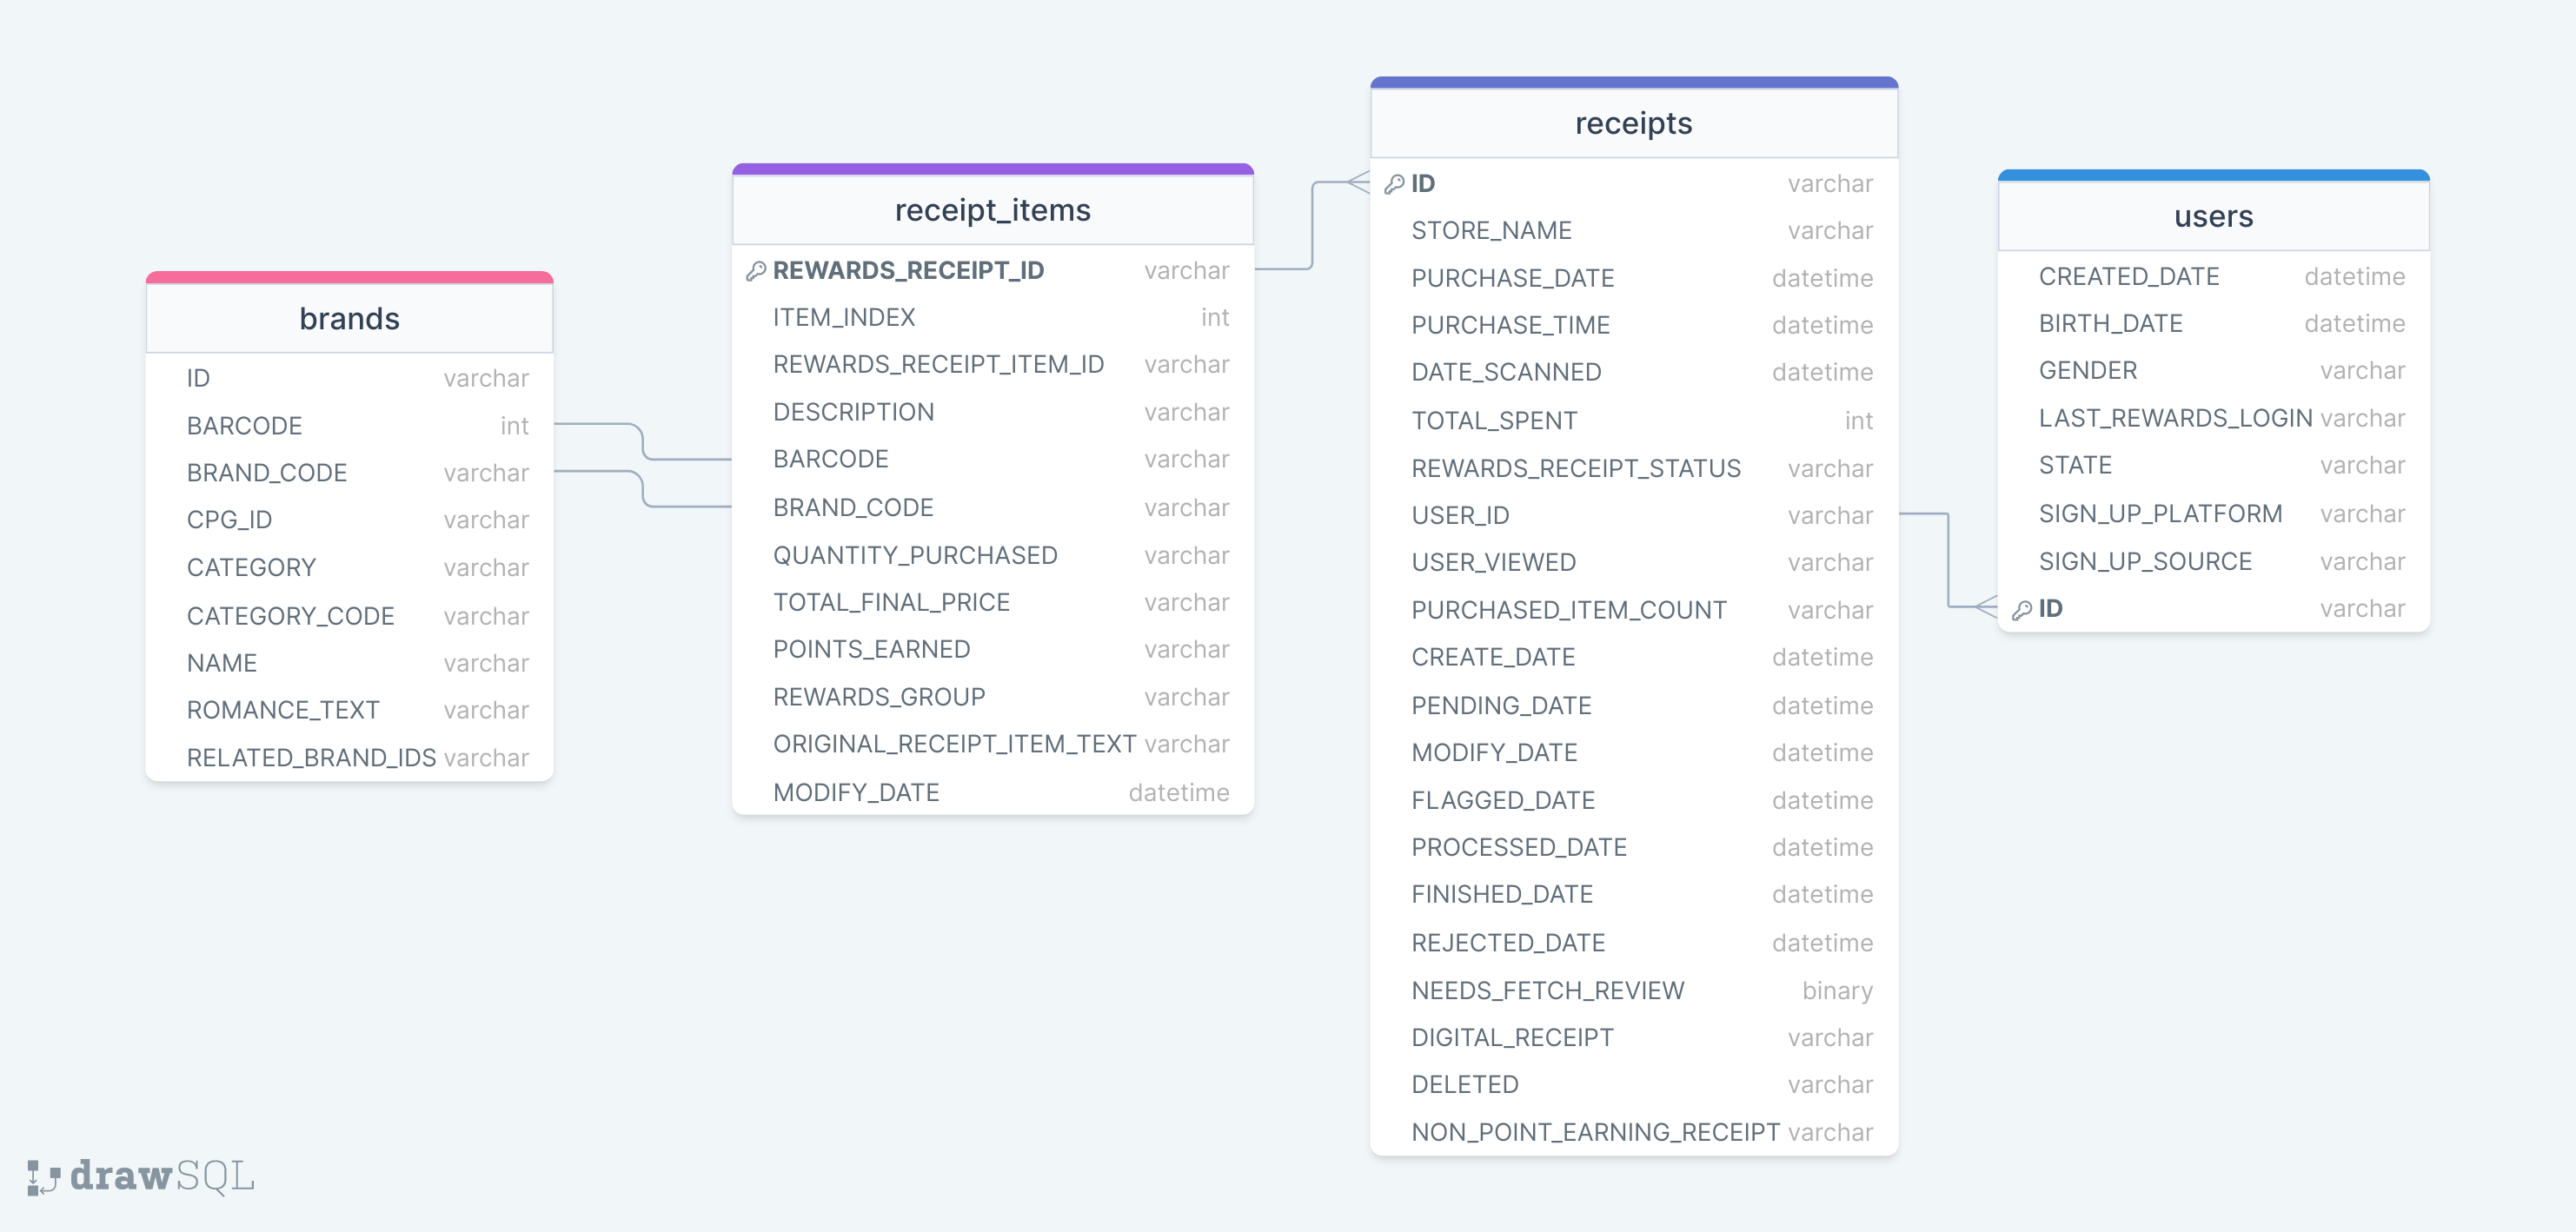 brands
ID varchar
BARCODE int
BRAND_CODE varchar
CPG_ID varchar
CATEGORY varchar
CATEGORY_CODE varchar
NAME varchar
ROMANCE_TEXT varchar
RELATED_BRAND_IDS varchar
receipt_items
REWARDS_RECEIPT_ID varchar
ITEM_INDEX int
REWARDS_RECEIPT_ITEM_ID varchar
DESCRIPTION varchar
BARCODE varchar
BRAND_CODE varchar
QUANTITY_PURCHASED varchar
TOTAL_FINAL_PRICE varchar
POINTS_EARNED varchar
REWARDS_GROUP varchar
ORIGINAL_RECEIPT_ITEM_TEXT varchar
MODIFY_DATE datetime
receipts
ID varchar
STORE_NAME varchar
PURCHASE_DATE datetime
PURCHASE_TIME datetime
DATE_SCANNED datetime
TOTAL_SPENT int
REWARDS_RECEIPT_STATUS varchar
USER_ID varchar
USER_VIEWED varchar
PURCHASED_ITEM_COUNT varchar
CREATE_DATE datetime
PENDING_DATE datetime
MODIFY_DATE datetime
FLAGGED_DATE datetime
PROCESSED_DATE datetime
FINISHED_DATE datetime
REJECTED_DATE datetime
NEEDS_FETCH_REVIEW binary
DIGITAL_RECEIPT varchar
DELETED varchar
NON_POINT_EARNING_RECEIPT varchar
users
CREATED_DATE datetime
BIRTH_DATE datetime
GENDER varchar
LAST_REWARDS_LOGIN varchar
STATE varchar
SIGN_UP_PLATFORM varchar
SIGN_UP_SOURCE varchar
ID varchar
drawSQL